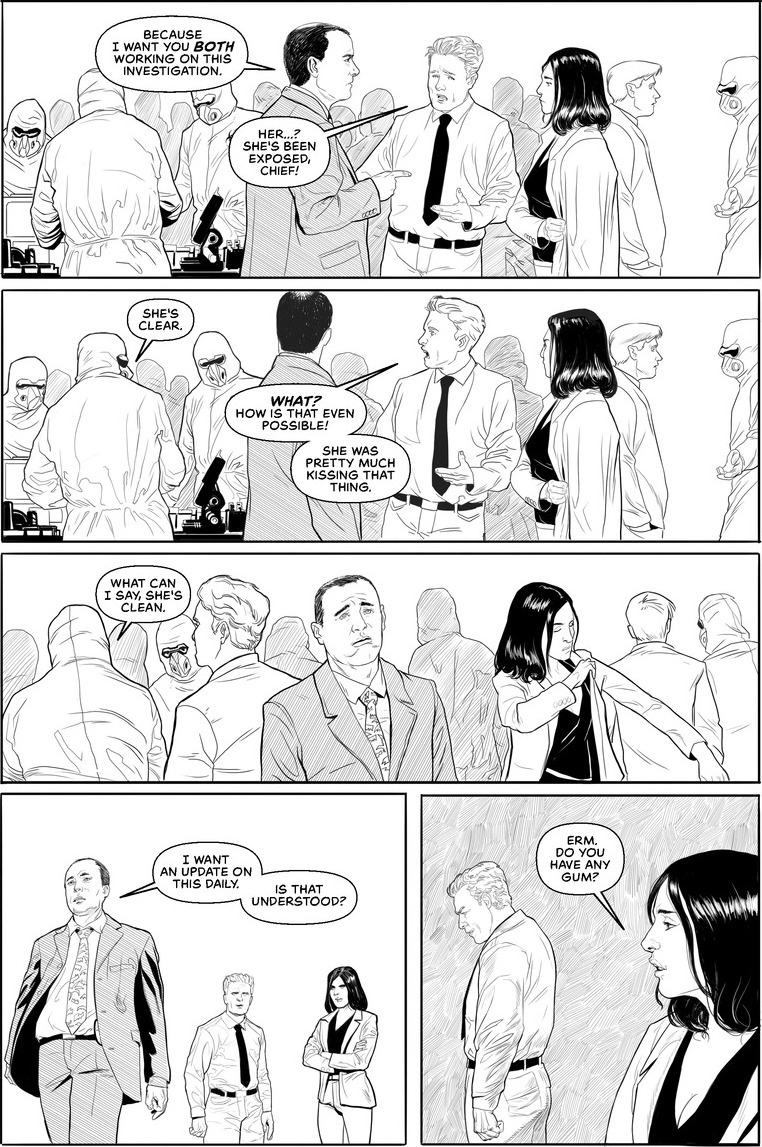 BECAUSE
I WANT YOU BOTH
WORKING ON THIS
INVESTIGATION.
HER...?
SHE'S BEEN
EXPOSED,
CHIEF!
SHE'S
CLEAR.
WHAT?
HOW IS THAT EVEN
POSSIBLE!
SHE WAS
PRETTY MUCH
KISSING THAT
THING.
WHAT CAN
I SAY, SHE'S
CLEAN.
I WANT
AN UPDATE ON
THIS DAILY.
IS THAT
UNDERSTOOD?
ERM.
DO YOU
HAVE ANY
GUM?